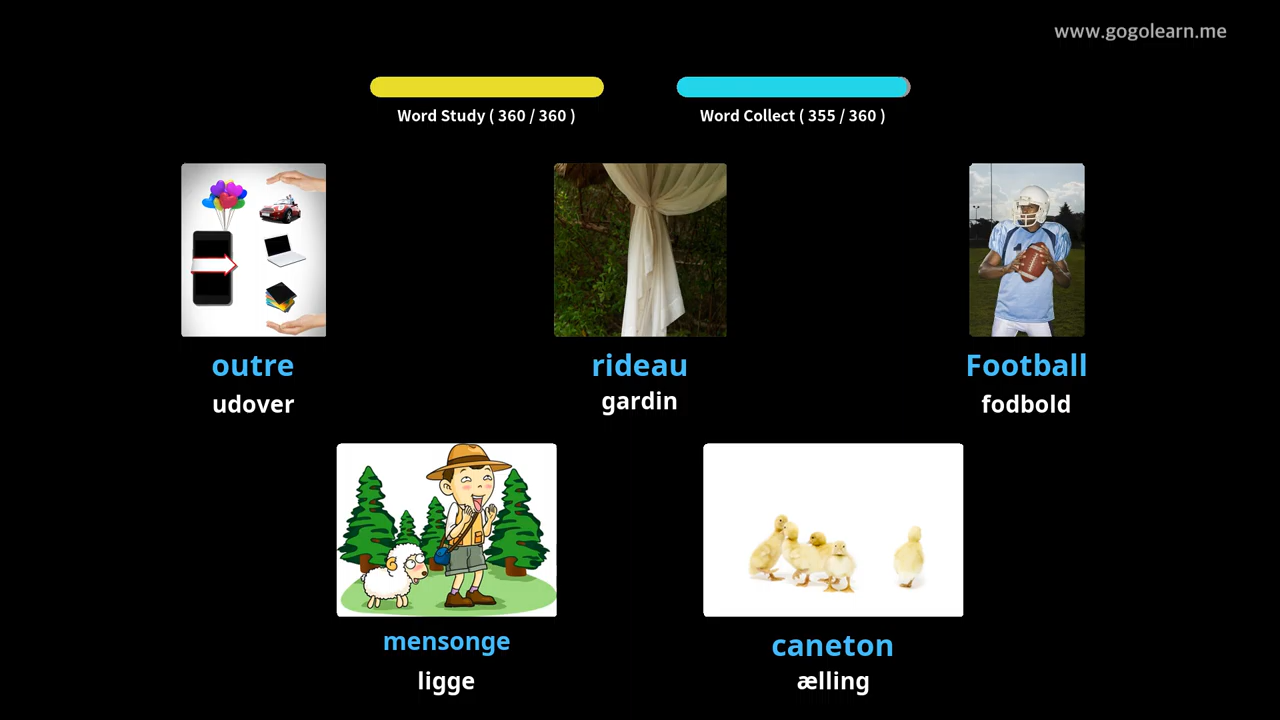 www.gogolearn.me
Word Study ( 360 / 360 )
Word Collect ( 355 / 360 )
outre
udover
rideau
gardin
Football
fodbold
mensonge
ligge
caneton
ælling